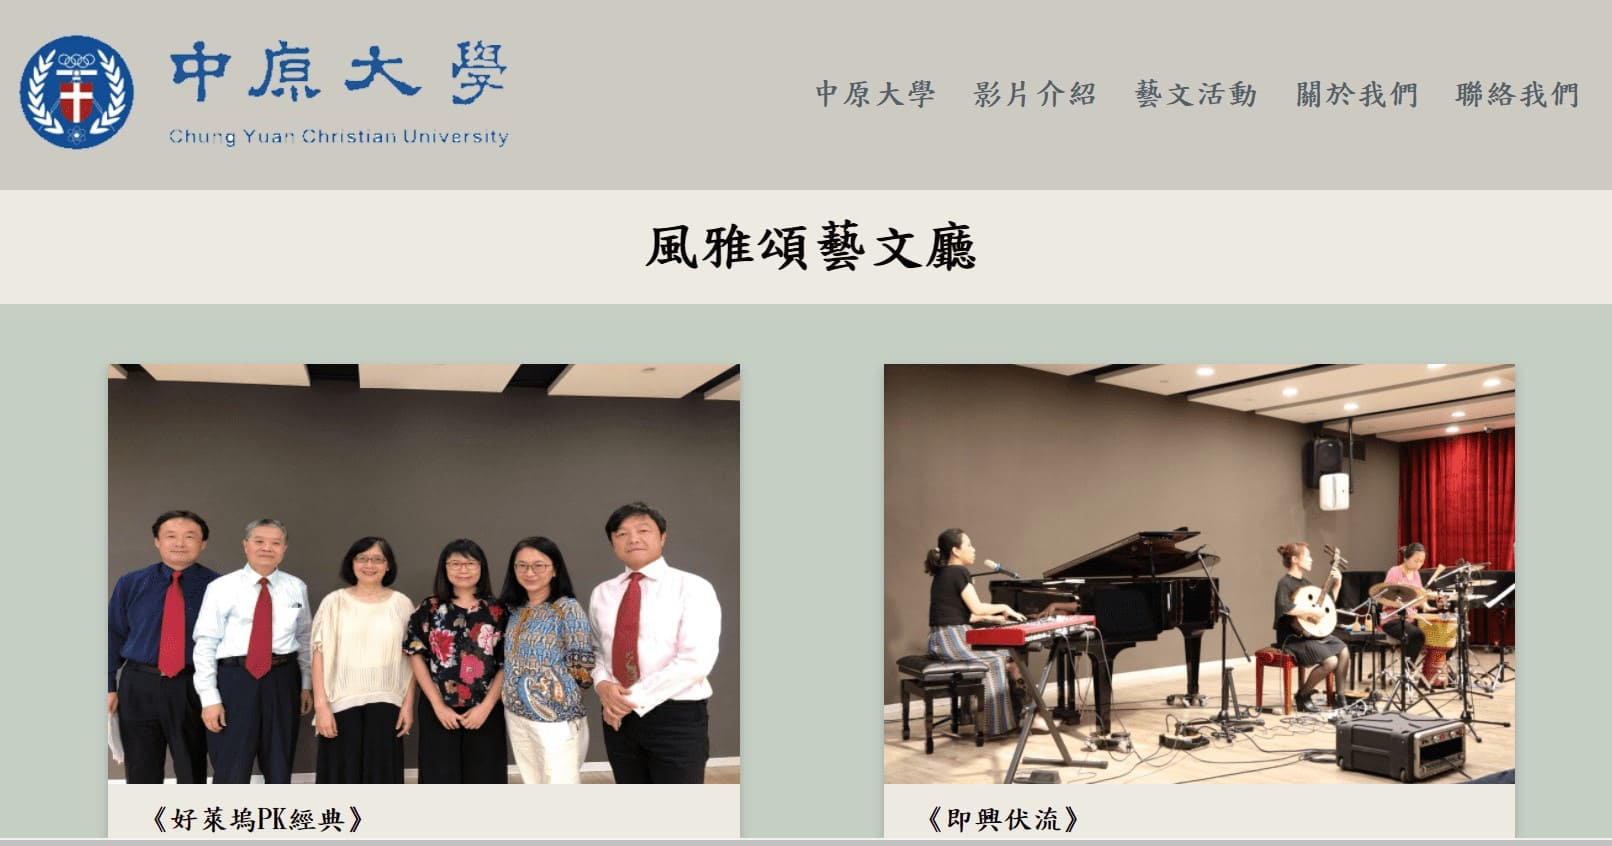 中原大學
Chung Yuan Christian University
中原大學 影片介紹 藝文活動 關於我們 聯絡我們
風雅頌藝文廳
《好萊塢PK經典》
《即興伏流》